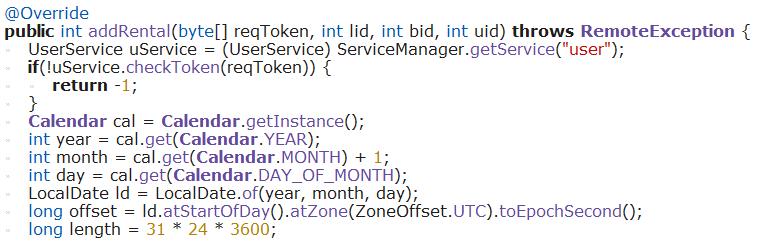 @Override
public int addRental(byte[] reqToken, int lid, int bid, int uid) throws RemoteException {
UserService uService = (UserService) ServiceManager.getService("user");
if(!uService.checkToken(reqToken)) {
return -1;
}
Calendar cal = Calendar.getInstance();
int year = cal.get(Calendar.YEAR);
int month = cal.get(Calendar.MONTH) + 1;
int day = cal.get(Calendar.DAY_OF_MONTH);
LocalDate ld = LocalDate.of(year, month, day);
long offset = ld.atStartOfDay().atZone(ZoneOffset.UTC).toEpochSecond();
long length = 31 * 24 * 3600;